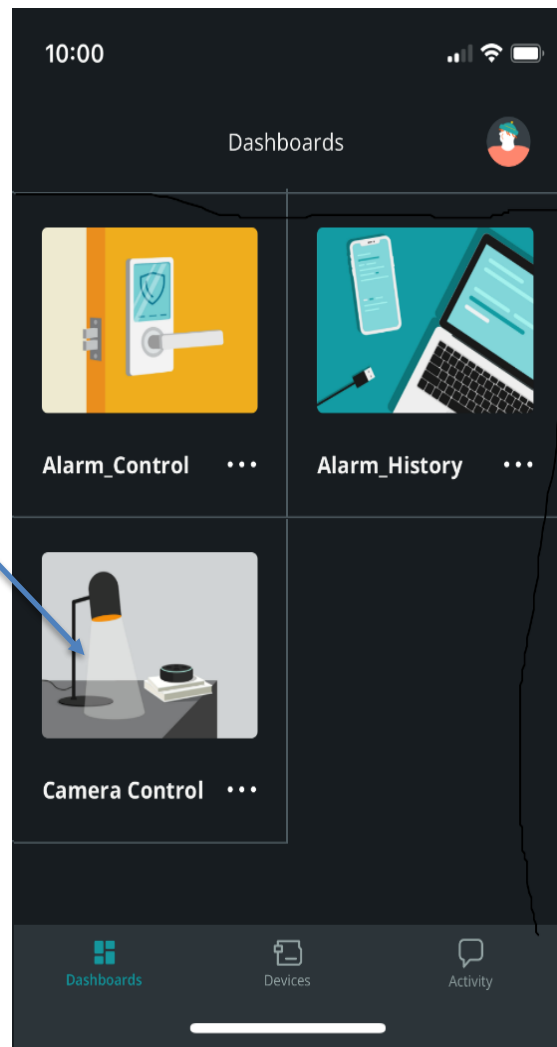 10:00
Dashboards
Alarm_Control
Alarm_History
Camera Control
Dashboards Devices Activity